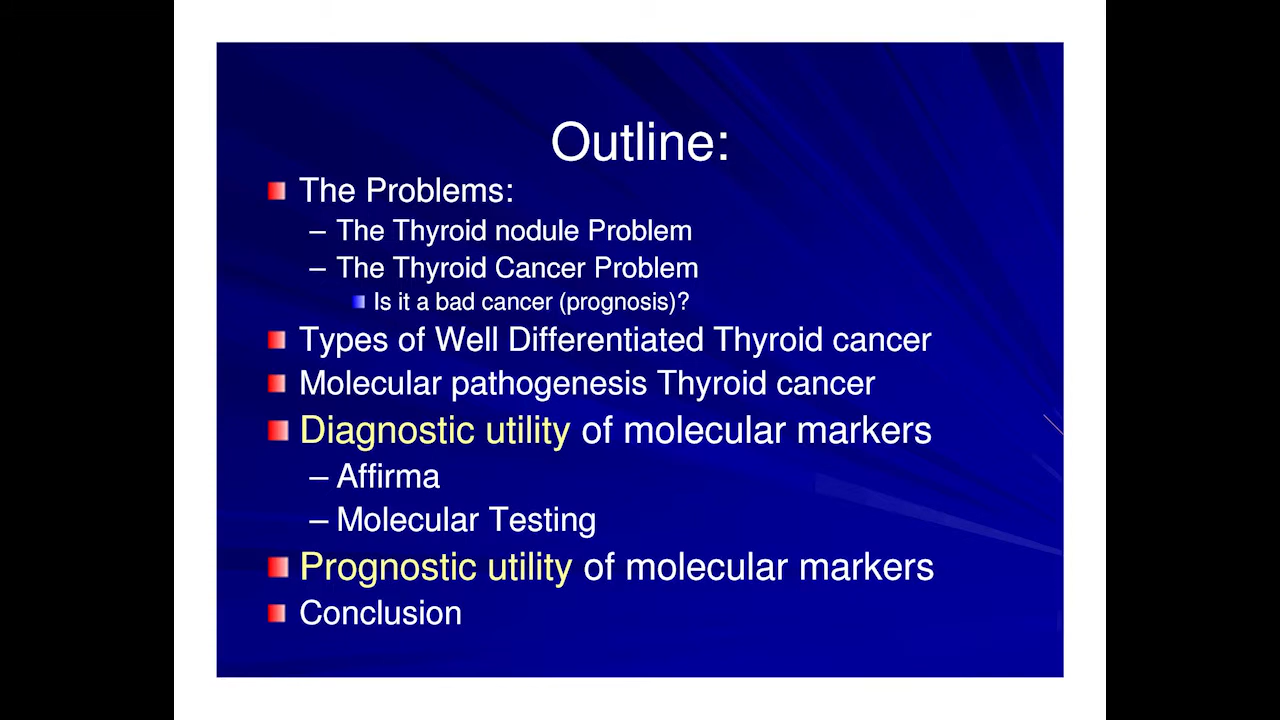 Outline:
The Problems:
– The Thyroid nodule Problem
– The Thyroid Cancer Problem
Is it a bad cancer (prognosis)?
Types of Well Differentiated Thyroid cancer
Molecular pathogenesis Thyroid cancer
Diagnostic utility of molecular markers
– Affirma
– Molecular Testing
Prognostic utility of molecular markers
Conclusion